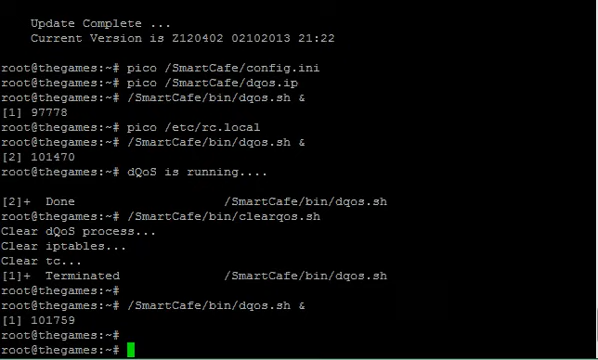 Update Complete ...
Current Version is Z120402 02102013 21:22
root@thegames:~# pico /SmartCafe/config.ini
root@thegames:~# pico /SmartCafe/dqos.ip
root@thegames:~# /SmartCafe/bin/dqos.sh &
[1] 97778
root@thegames:~# pico /etc/rc.local
root@thegames:~# /SmartCafe/bin/dqos.sh &
[2] 101470
root@thegames:~# dQoS is running....
[2]+  Done                    /SmartCafe/bin/dqos.sh
root@thegames:~# /SmartCafe/bin/clearqos.sh
Clear dQoS process...
Clear iptables...
Clear tc...
[1]+  Terminated              /SmartCafe/bin/dqos.sh
root@thegames:~#
root@thegames:~# /SmartCafe/bin/dqos.sh &
[1] 101759
root@thegames:~#
root@thegames:~#